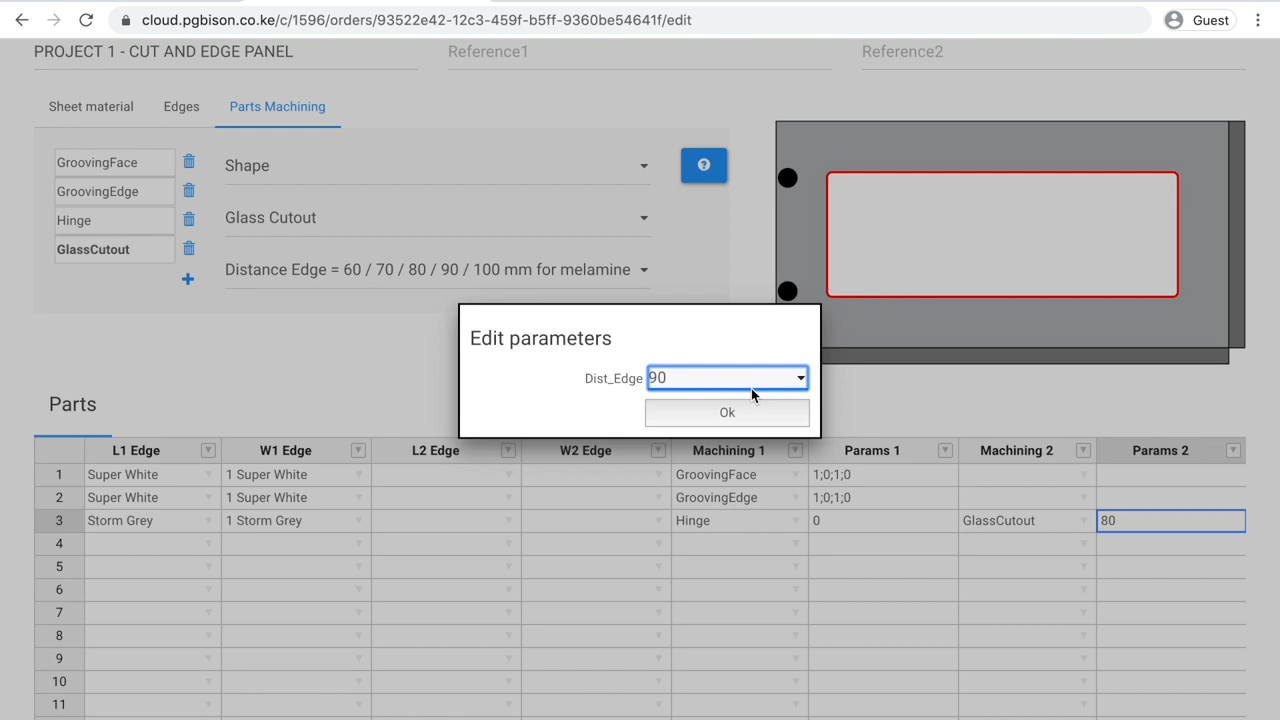 cloud.pgbison.co.ke/c/1596/orders/93522e42-12c3-459f-b5ff-9360be54641f/edit
Guest
PROJECT 1 - CUT AND EDGE PANEL
Reference1
Reference2
Sheet material
Edges
Parts Machining
GroovingFace
GroovingEdge
Hinge
GlassCutout
Shape
Glass Cutout
Distance Edge = 60 / 70 / 80 / 90 / 100 mm for melamine
?
Edit parameters
Dist_Edge 90
Ok
Parts
L1 Edge W1 Edge L2 Edge W2 Edge Machining 1 Params 1 Machining 2 Params 2
1 Super White 1 Super White GroovingFace 1;0;1;0
2 Super White 1 Super White GroovingEdge 1;0;1;0
3 Storm Grey 1 Storm Grey Hinge 0 GlassCutout 80
4
5
6
7
8
9
10
11